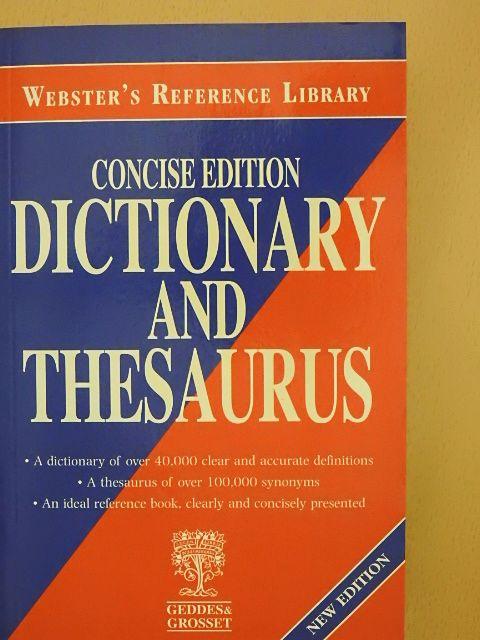 WEBSTER'S REFERENCE LIBRARY
CONCISE EDITION
DICTIONARY
AND
THESAURUS
• A dictionary of over 40,000 clear and accurate definitions
• A thesaurus of over 100,000 synonyms
• An ideal reference book, clearly and concisely presented
GEDDES &
GROSSET
NEW EDITION